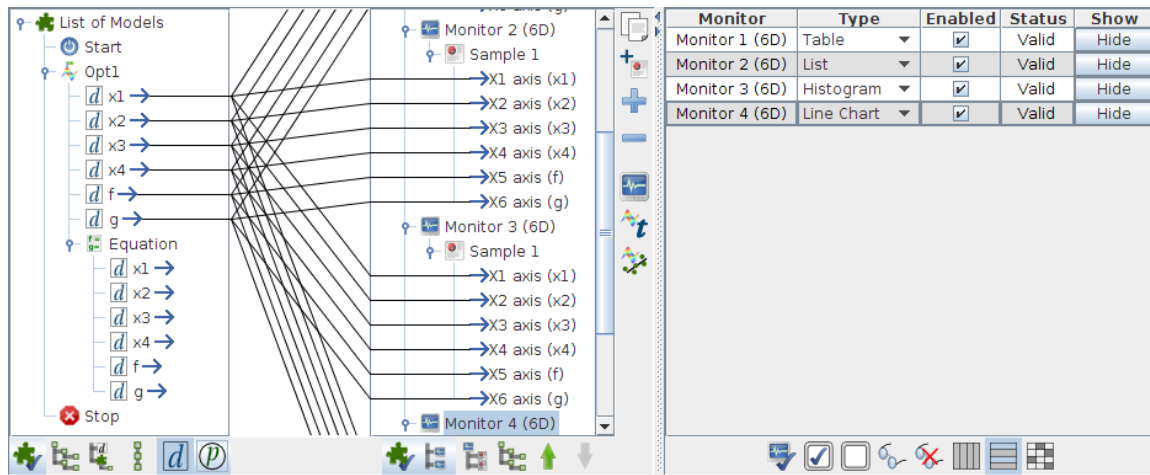 List of Models
Start
Opt1
d x1
d x2
d x3
d x4
d f
d g
Equation
d x1
d x2
d x3
d x4
d f
d g
Stop
d p
Monitor 2 (6D)
Sample 1
X1 axis (x1)
X2 axis (x2)
X3 axis (x3)
X4 axis (x4)
X5 axis (f)
X6 axis (g)
Monitor 3 (6D)
Sample 1
X1 axis (x1)
X2 axis (x2)
X3 axis (x3)
X4 axis (x4)
X5 axis (f)
X6 axis (g)
Monitor 4 (6D)
t
Monitor Type Enabled Status Show
Monitor 1 (6D) Table Valid Hide
Monitor 2 (6D) List Valid Hide
Monitor 3 (6D) Histogram Valid Hide
Monitor 4 (6D) Line Chart Valid Hide